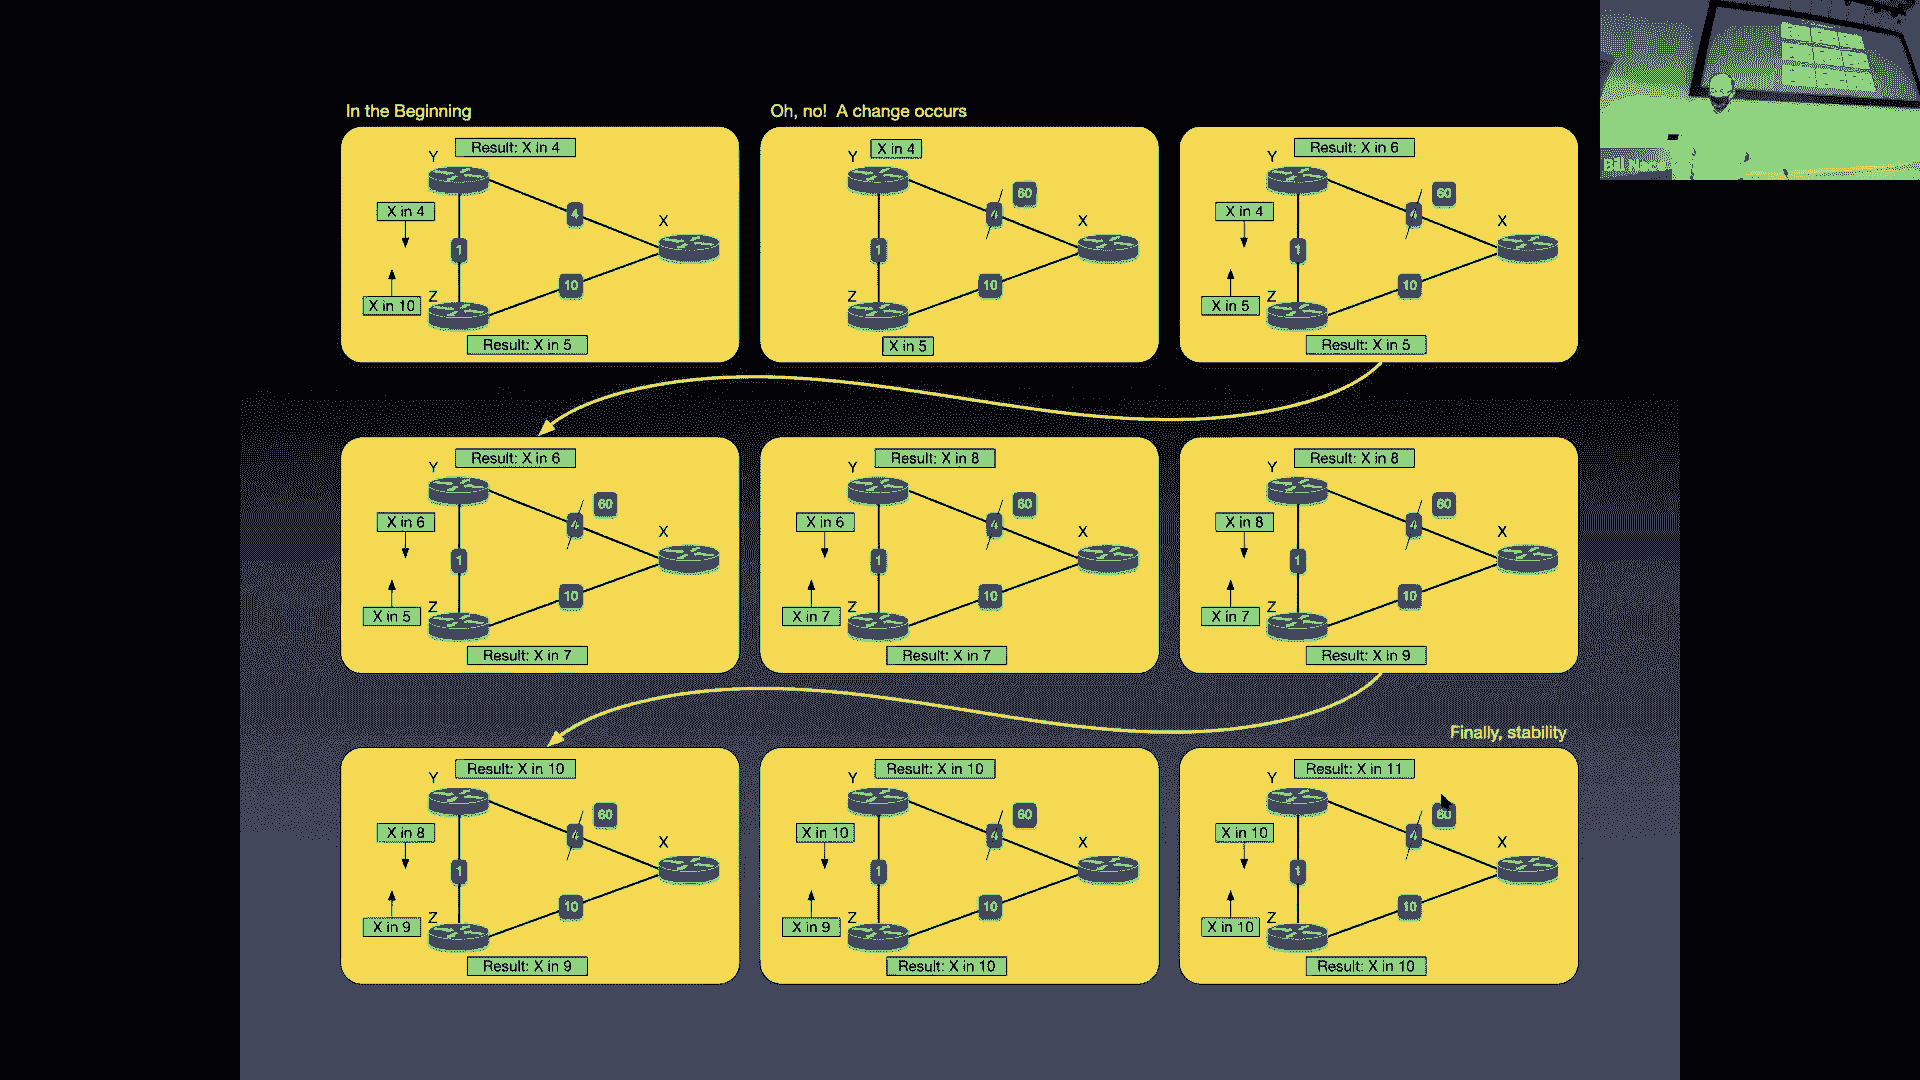 In the Beginning
Oh, no! A change occurs
Result: X in 4
Y
X in 4
4
X
1
X in 10
10
Z
Result: X in 5
X in 4
Y
60
4
X
1
10
Z
X in 5
Result: X in 6
Y
60
X in 4
4
X
1
X in 5
10
Z
Result: X in 5
Result: X in 6
Y
60
X in 6
4
X
1
X in 5
10
Z
Result: X in 7
Result: X in 8
Y
60
X in 6
4
X
1
X in 7
10
Z
Result: X in 7
Result: X in 8
Y
60
X in 8
4
X
1
X in 7
10
Z
Result: X in 9
Finally, stability
Result: X in 10
Y
60
X in 8
4
X
1
X in 9
10
Z
Result: X in 9
Result: X in 10
Y
60
X in 10
4
X
1
X in 9
10
Z
Result: X in 10
Result: X in 11
Y
60
X in 10
4
X
1
X in 10
10
Z
Result: X in 10
Bill